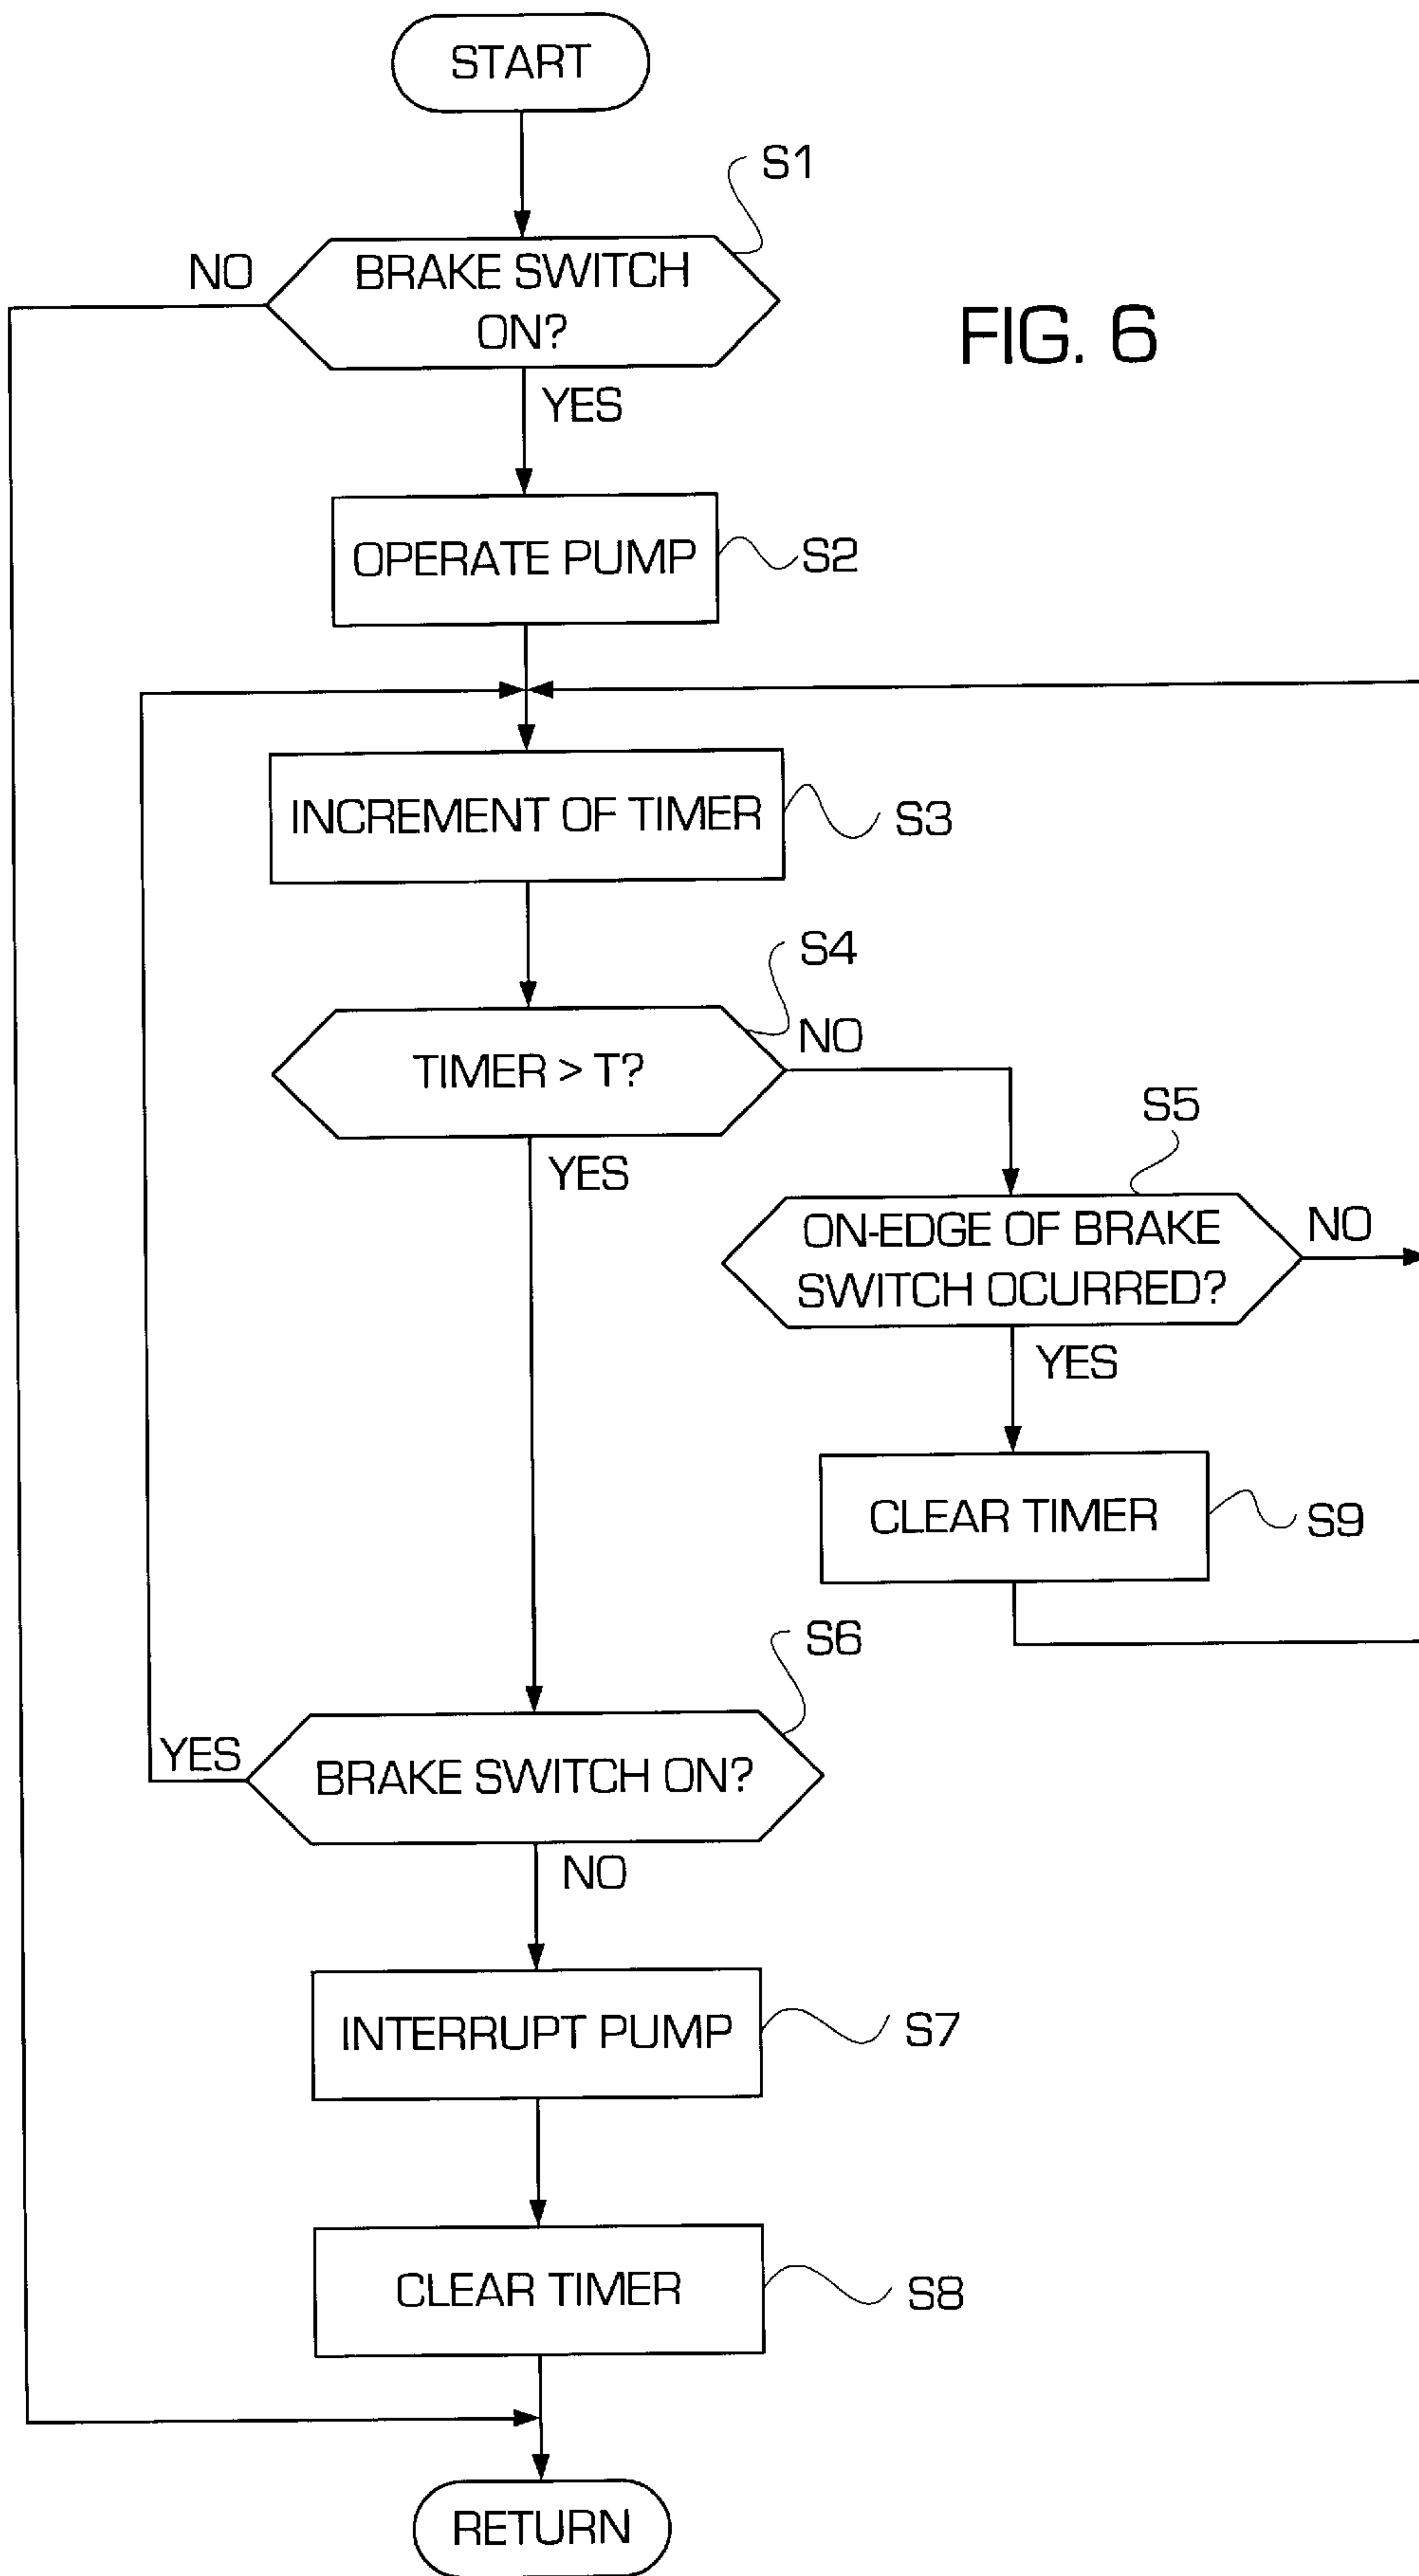 START
S1
NO
BRAKE SWITCH
ON?
FIG. 6
YES
OPERATE PUMP
S2
INCREMENT OF TIMER
S3
S4
TIMER > T?
NO
YES
S5
ON-EDGE OF BRAKE
SWITCH OCURRED?
NO
YES
CLEAR TIMER
S9
S6
YES
BRAKE SWITCH ON?
NO
INTERRUPT PUMP
S7
CLEAR TIMER
S8
RETURN